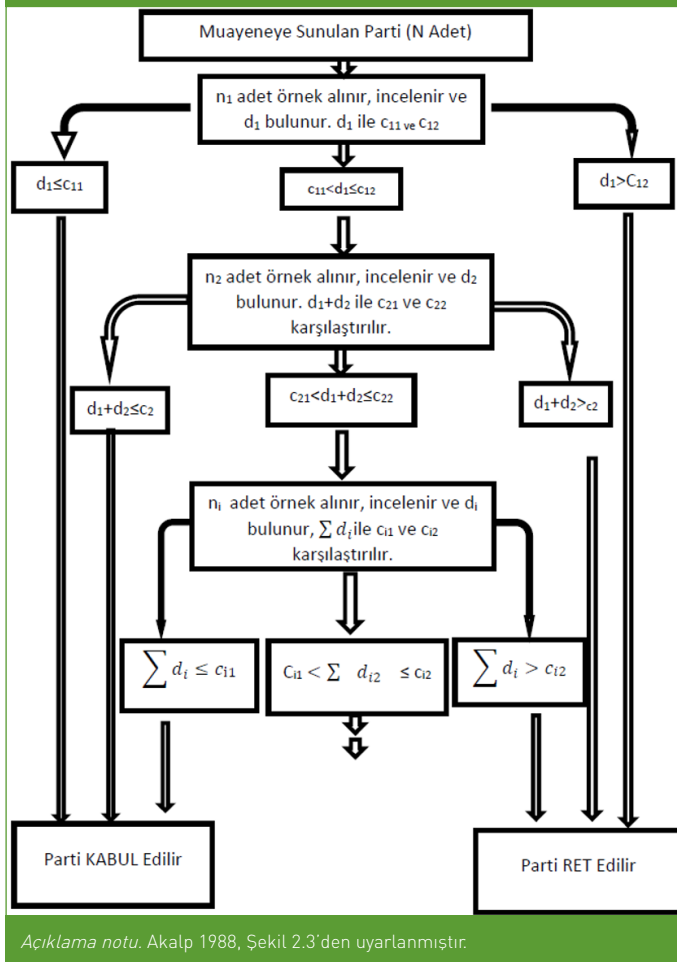 Muayeneye Sunulan Parti (N Adet)
n₁ adet örnek alınır, incelenir ve
d₁ bulunur. d₁ ile c₁₁ ve c₁₂
d₁≤c₁₁
c₁₁<d₁≤c₁₂
d₁>C₁₂
n₂ adet örnek alınır, incelenir ve d₂
bulunur. d₁+d₂ ile c₂₁ ve c₂₂
karşılaştırılır.
d₁+d₂≤c₂
c₂₁<d₁+d₂≤c₂₂
d₁+d₂>c₂
nᵢ adet örnek alınır, incelenir ve dᵢ
bulunur, ∑ dᵢ ile cᵢ₁ ve cᵢ₂
karşılaştırılır.
∑ dᵢ ≤ cᵢ₁
Cᵢ₁ < ∑ dᵢ₂ ≤ cᵢ₂
∑ dᵢ > cᵢ₂
Parti KABUL Edilir
Parti RET Edilir
Açıklama notu. Akalp 1988, Şekil 2.3'den uyarlanmıştır.